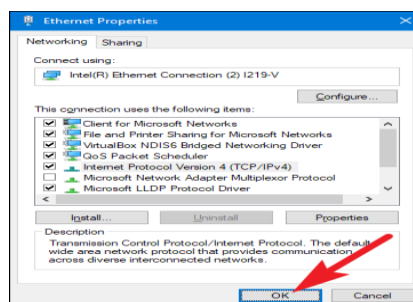 Ethernet Properties
Networking Sharing
Connect using:
Intel(R) Ethernet Connection (2) I219-V
Configure...
This connection uses the following items:
Client for Microsoft Networks
File and Printer Sharing for Microsoft Networks
VirtualBox NDIS6 Bridged Networking Driver
QoS Packet Scheduler
Internet Protocol Version 4 (TCP/IPv4)
Microsoft Network Adapter Multiplexor Protocol
Microsoft LLDP Protocol Driver
Install... Uninstall Properties
Description
Transmission Control Protocol/Internet Protocol. The default
wide area network protocol that provides communication
across diverse interconnected networks.
OK Cancel